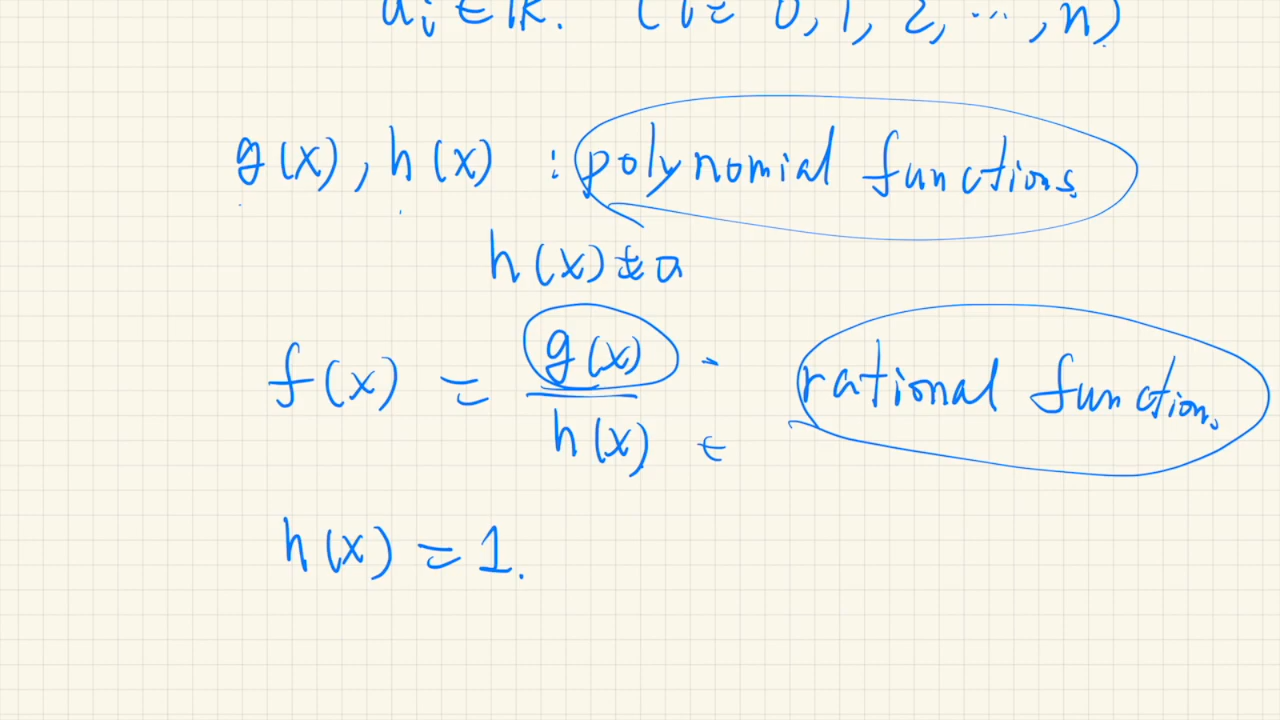 aᵢ ∈ ℝ. (i = 0, 1, 2, ⋯, n)
g(x), h(x) : polynomial functions.
h(x) ≢ 0
f(x) = g(x)/h(x) : rational function.
h(x) = 1.